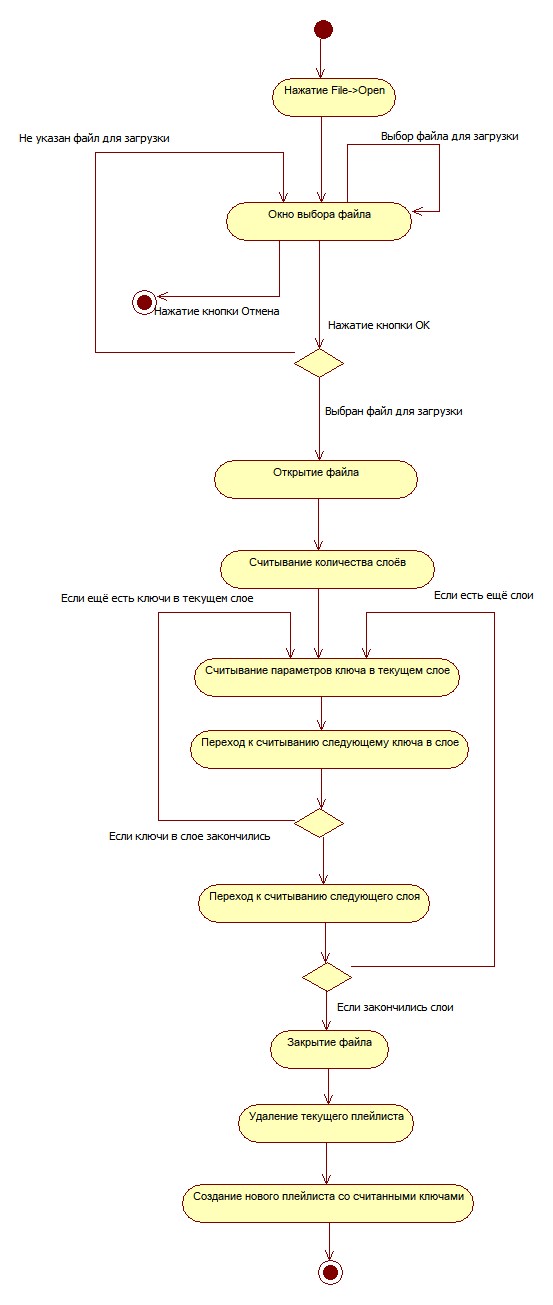 Нажатие File->Open
Не указан файл для загрузки
Выбор файла для загрузки
Окно выбора файла
Нажатие кнопки Отмена
Нажатие кнопки ОК
Выбран файл для загрузки
Открытие файла
Считывание количества слоёв
Если ещё есть ключи в текущем слое
Если есть ещё слои
Считывание параметров ключа в текущем слое
Переход к считыванию следующему ключа в слое
Если ключи в слое закончились
Переход к считыванию следующего слоя
Если закончились слои
Закрытие файла
Удаление текущего плейлиста
Создание нового плейлиста со считанными ключами